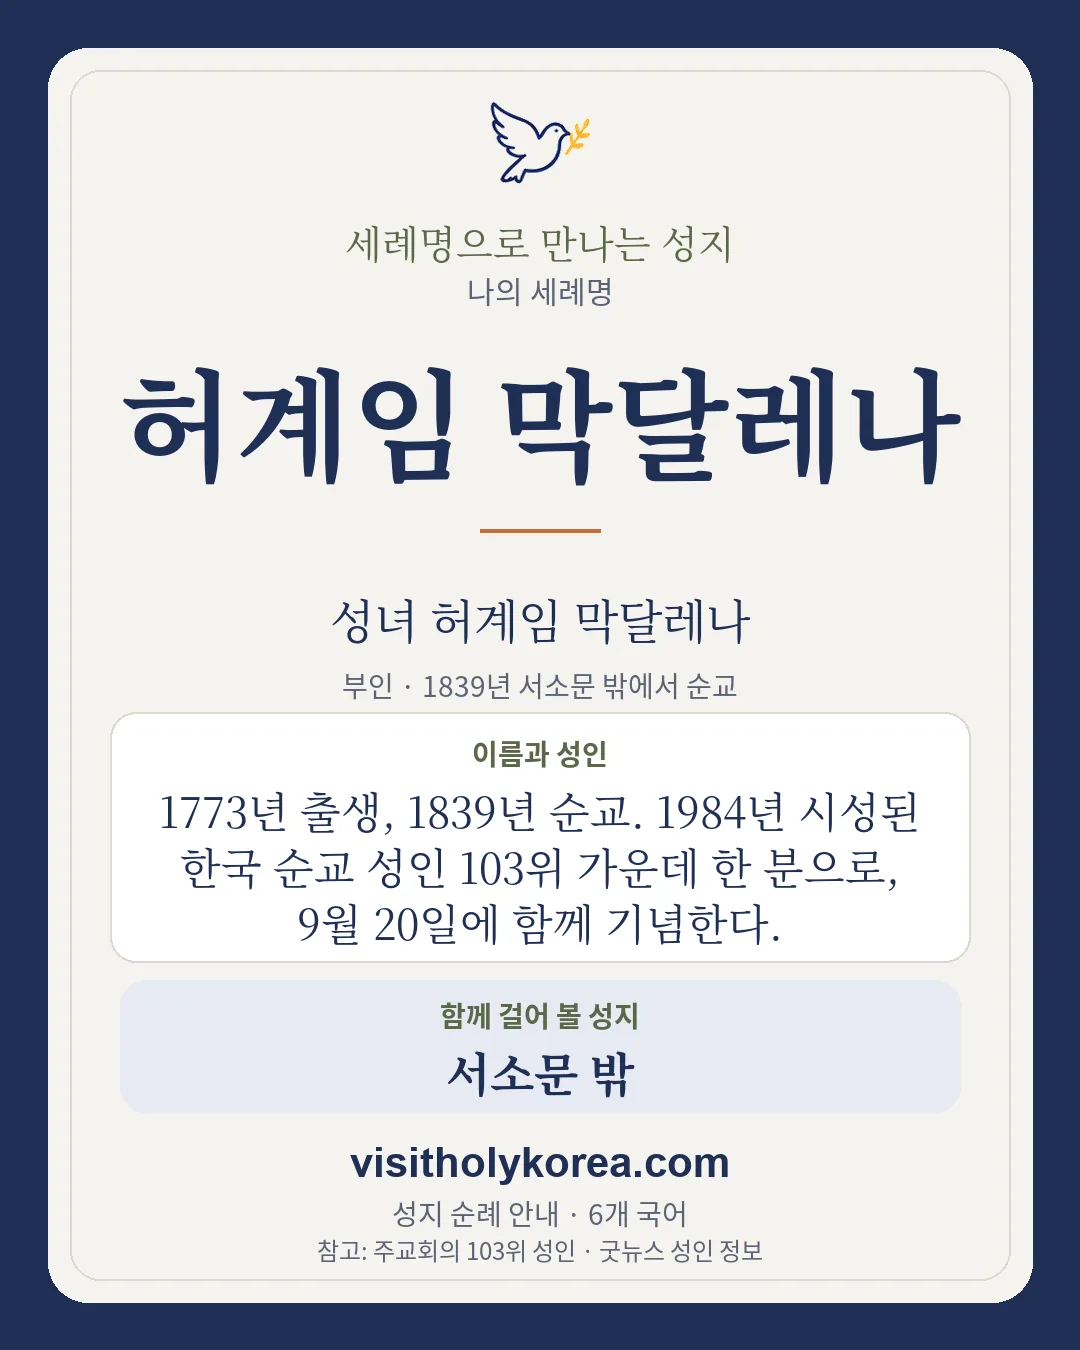 세례명으로 만나는 성지
나의 세례명
허계임 막달레나
성녀 허계임 막달레나
부인 · 1839년 서소문 밖에서 순교
이름과 성인
1773년 출생, 1839년 순교. 1984년 시성된
한국 순교 성인 103위 가운데 한 분으로,
9월 20일에 함께 기념한다.
함께 걸어 볼 성지
서소문 밖
visitholykorea.com
성지 순례 안내 · 6개 국어
참고: 주교회의 103위 성인 · 굿뉴스 성인 정보